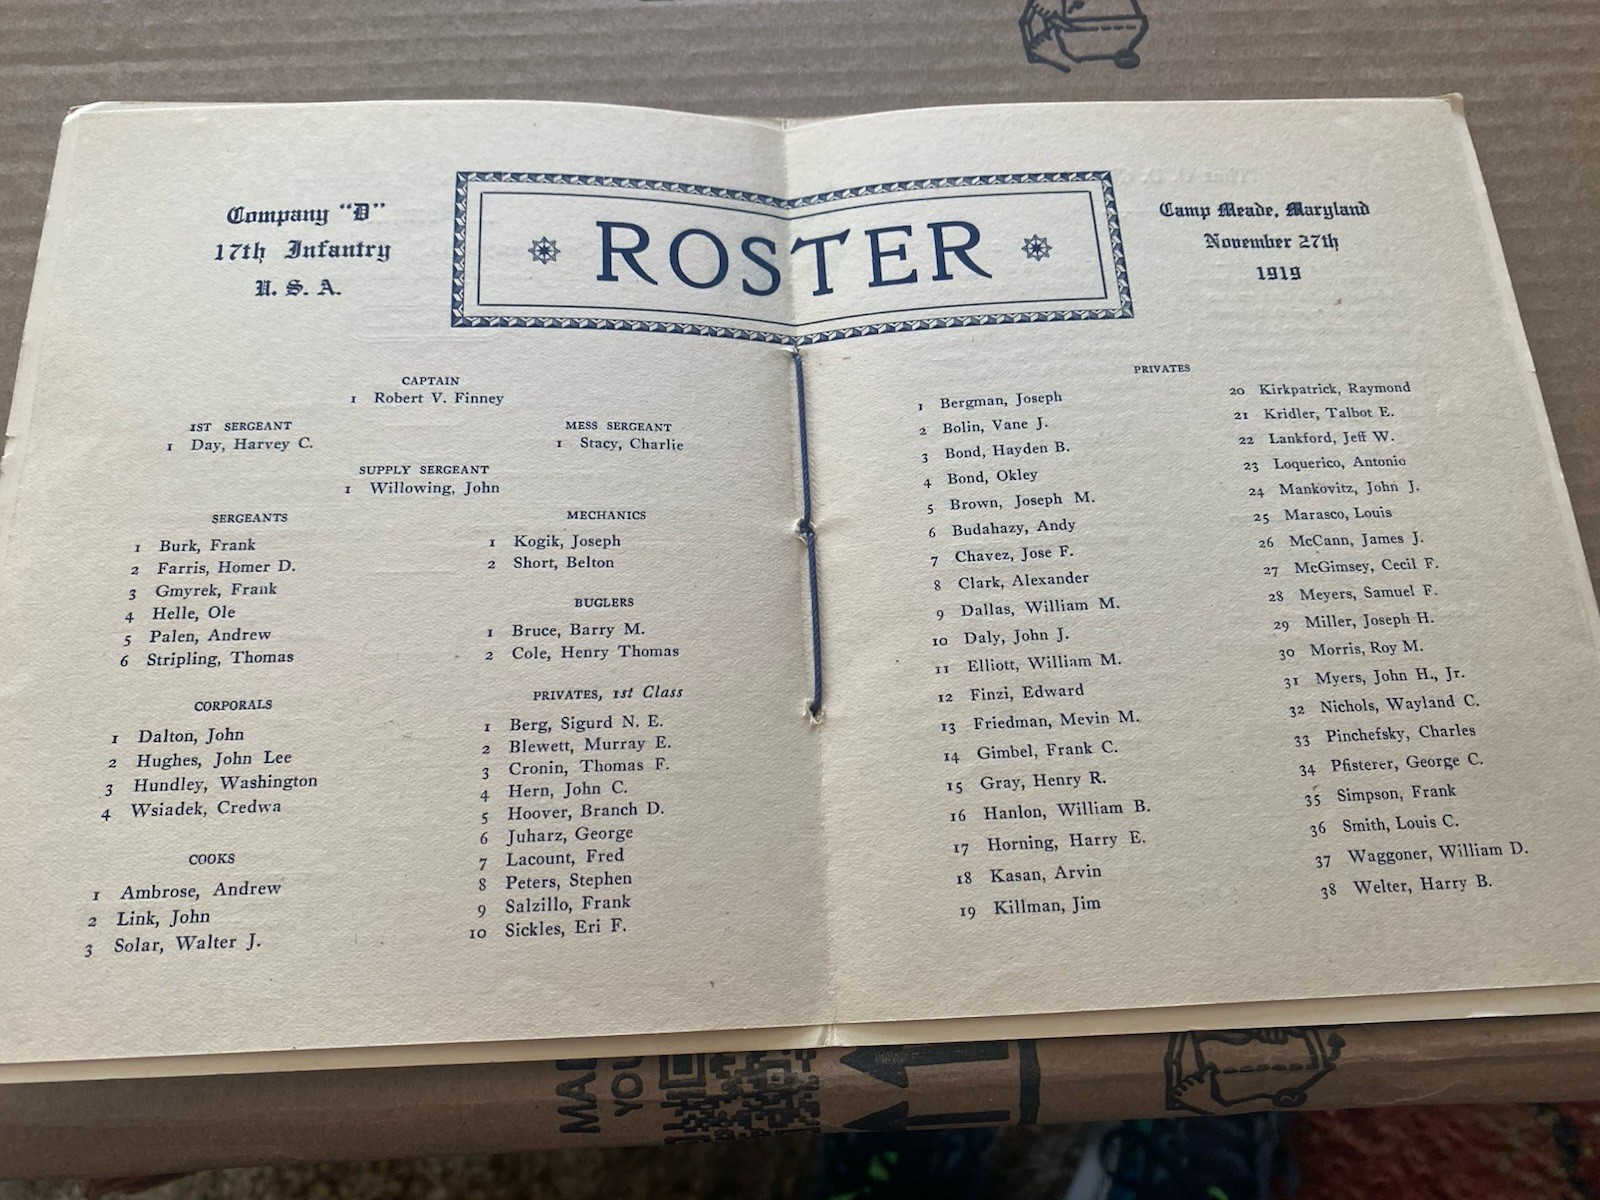 Company "D"
17th Infantry
U. S. A.
ROSTER
Camp Meade, Maryland
November 27th
1919
CAPTAIN
1 Robert V. Finney
1ST SERGEANT
1 Day, Harvey C.
MESS SERGEANT
1 Stacy, Charlie
SUPPLY SERGEANT
1 Willowing, John
SERGEANTS
1 Burk, Frank
2 Farris, Homer D.
3 Gmyrek, Frank
4 Helle, Ole
5 Palen, Andrew
6 Stripling, Thomas
CORPORALS
1 Dalton, John
2 Hughes, John Lee
3 Hundley, Washington
4 Wsiadek, Credwa
COOKS
1 Ambrose, Andrew
2 Link, John
3 Solar, Walter J.
MECHANICS
1 Kogik, Joseph
2 Short, Belton
BUGLERS
1 Bruce, Barry M.
2 Cole, Henry Thomas
PRIVATES, 1st Class
1 Berg, Sigurd N. E.
2 Blewett, Murray E.
3 Cronin, Thomas F.
4 Hern, John C.
5 Hoover, Branch D.
6 Juharz, George
7 Lacount, Fred
8 Peters, Stephen
9 Salzillo, Frank
10 Sickles, Eri F.
PRIVATES
1 Bergman, Joseph
2 Bolin, Vane J.
3 Bond, Hayden B.
4 Bond, Okley
5 Brown, Joseph M.
6 Budahazy, Andy
7 Chavez, Jose F.
8 Clark, Alexander
9 Dallas, William M.
10 Daly, John J.
11 Elliott, William M.
12 Finzi, Edward
13 Friedman, Mevin M.
14 Gimbel, Frank C.
15 Gray, Henry R.
16 Hanlon, William B.
17 Horning, Harry E.
18 Kasan, Arvin
19 Killman, Jim
20 Kirkpatrick, Raymond
21 Kridler, Talbot E.
22 Lankford, Jeff W.
23 Loquerico, Antonio
24 Mankovitz, John J.
25 Marasco, Louis
26 McCann, James J.
27 McGimsey, Cecil F.
28 Meyers, Samuel F.
29 Miller, Joseph H.
30 Morris, Roy M.
31 Myers, John H., Jr.
32 Nichols, Wayland C.
33 Pinchefsky, Charles
34 Pfisterer, George C.
35 Simpson, Frank
36 Smith, Louis C.
37 Waggoner, William D.
38 Welter, Harry B.